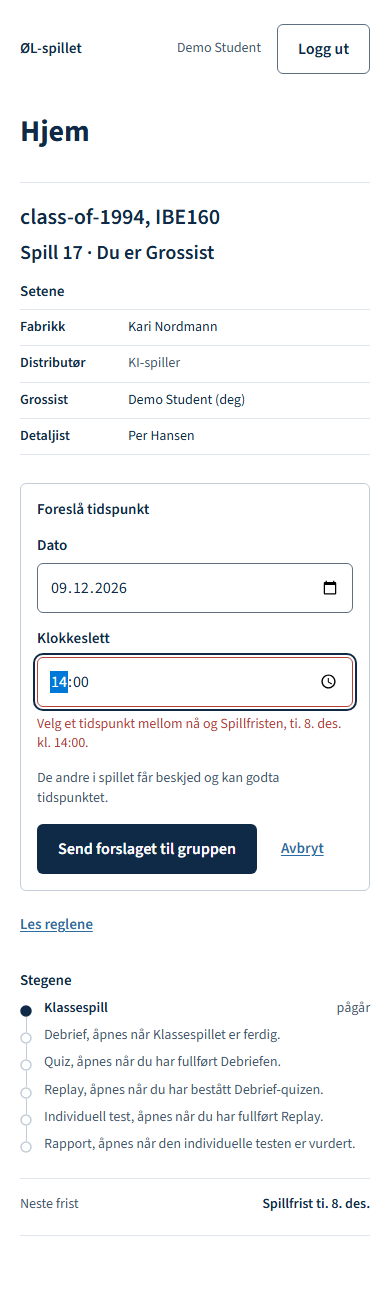 ØL-spillet
Demo Student
Logg ut
Hjem
class-of-1994, IBE160
Spill 17 · Du er Grossist
Setene
Fabrikk Kari Nordmann
Distributør KI-spiller
Grossist Demo Student (deg)
Detaljist Per Hansen
Foreslå tidspunkt
Dato
09.12.2026
Klokkeslett
14:00
Velg et tidspunkt mellom nå og Spillfristen, ti. 8. des.
kl. 14:00.
De andre i spillet får beskjed og kan godta
tidspunktet.
Send forslaget til gruppen
Avbryt
Les reglene
Stegene
Klassespill pågår
Debrief, åpnes når Klassespillet er ferdig.
Quiz, åpnes når du har fullført Debriefen.
Replay, åpnes når du har bestått Debrief-quizen.
Individuell test, åpnes når du har fullført Replay.
Rapport, åpnes når den individuelle testen er vurdert.
Neste frist Spillfrist ti. 8. des.